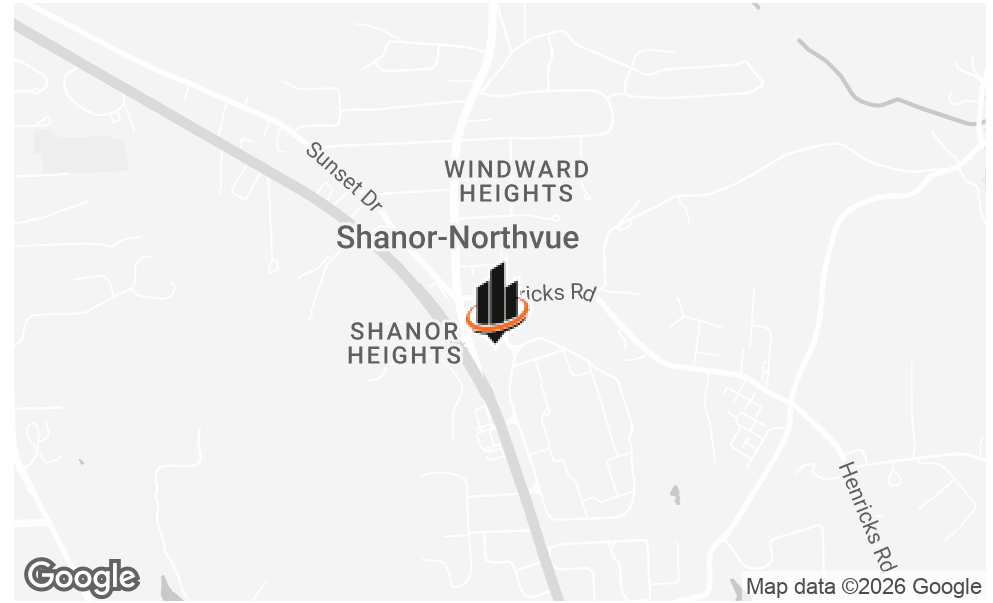 Sunset Dr
WINDWARD
HEIGHTS
Shanor-Northvue
ricks Rd
SHANOR
HEIGHTS
Henricks Rd
Google
Map data ©2026 Google